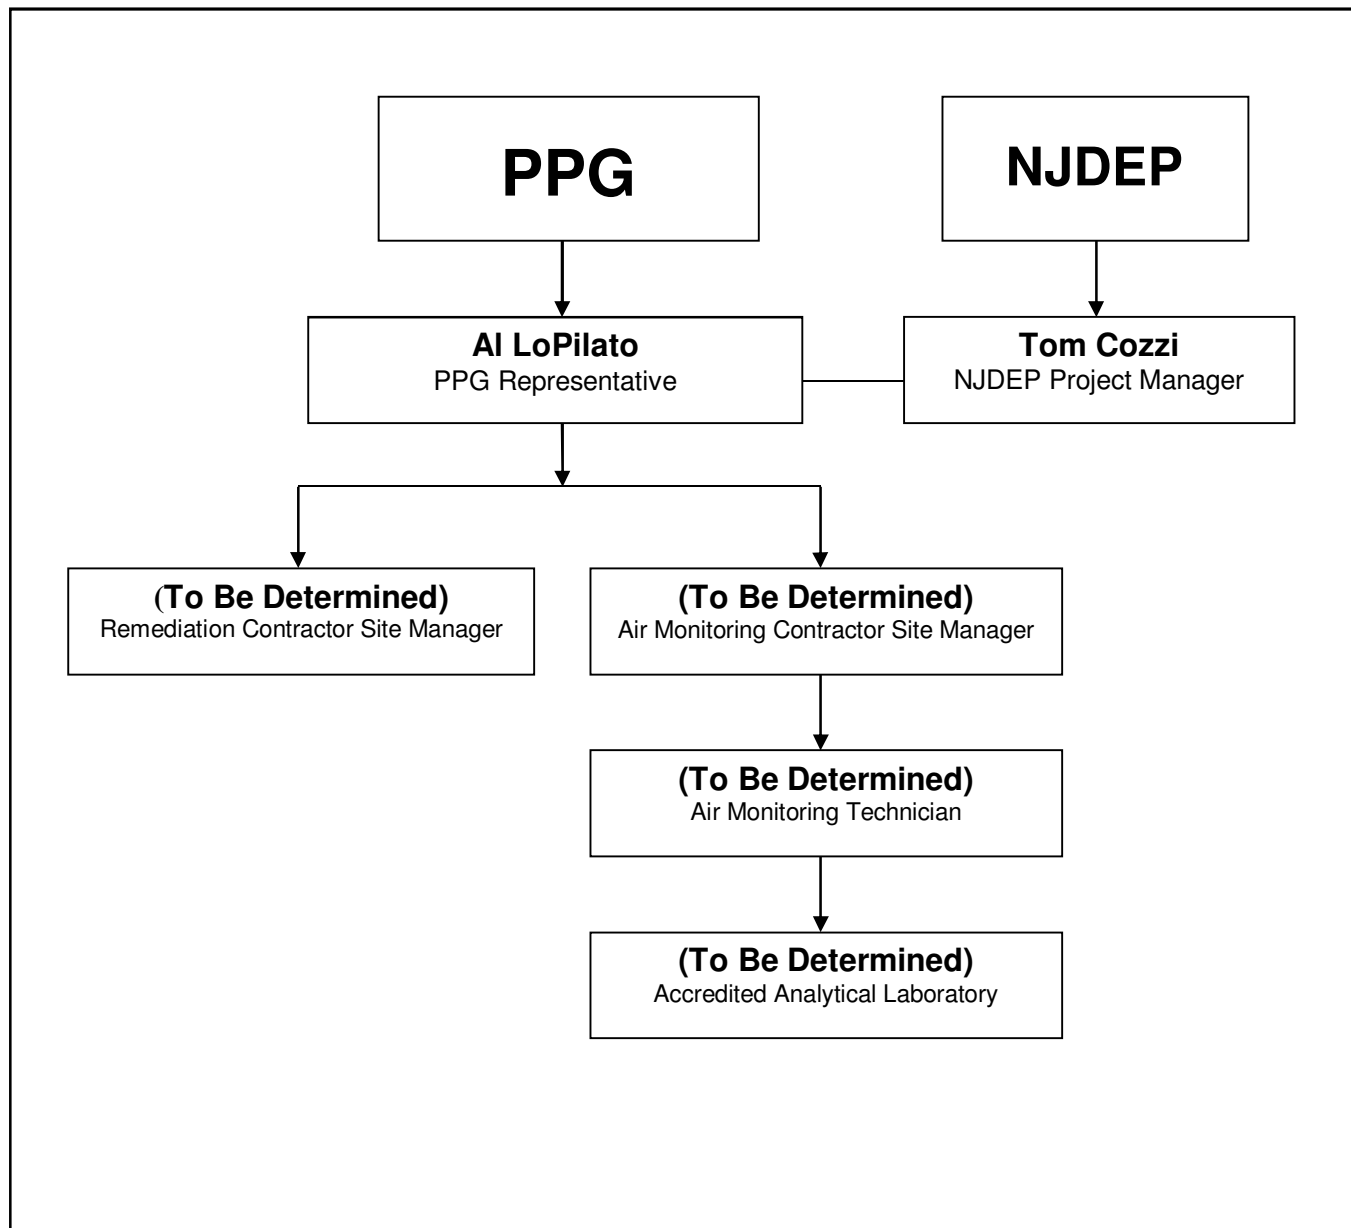 PPG
NJDEP
Al LoPilato
PPG Representative
Tom Cozzi
NJDEP Project Manager
(To Be Determined)
Remediation Contractor Site Manager
(To Be Determined)
Air Monitoring Contractor Site Manager
(To Be Determined)
Air Monitoring Technician
(To Be Determined)
Accredited Analytical Laboratory